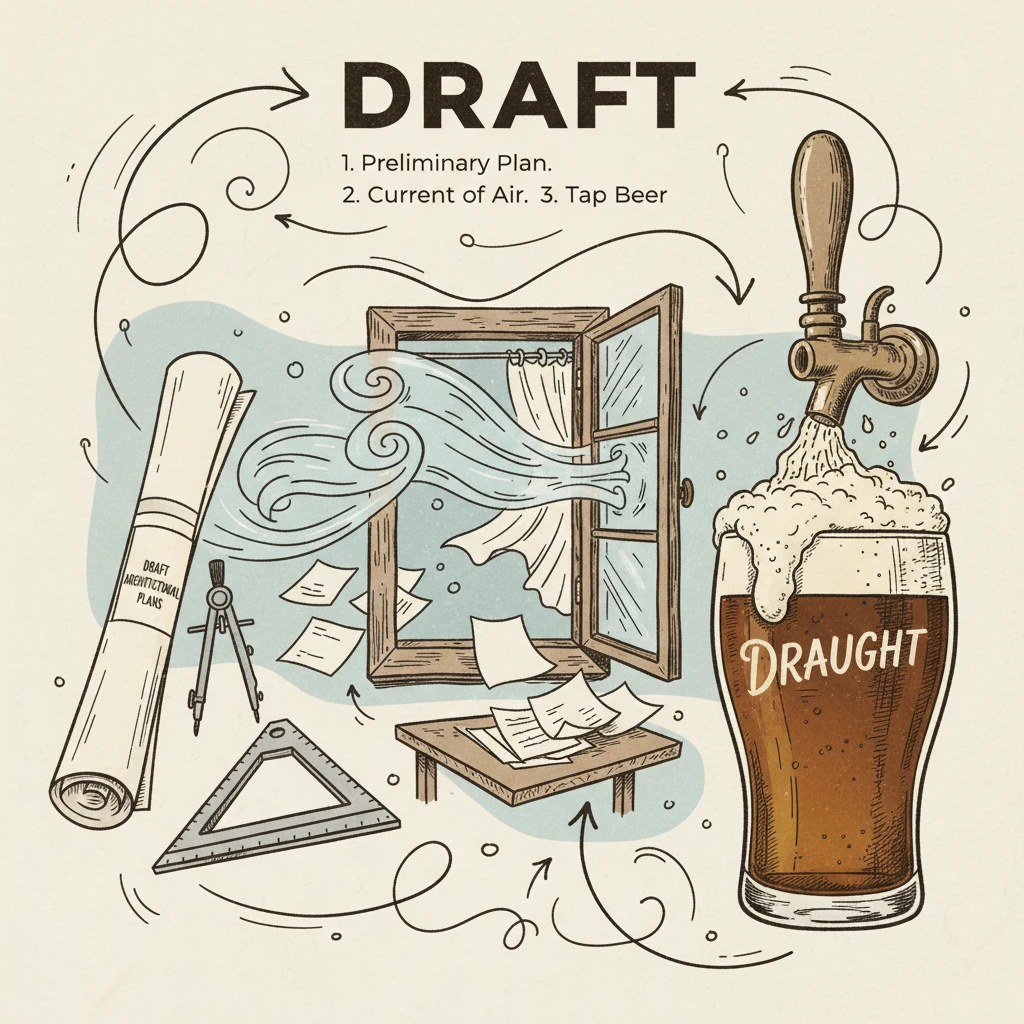 DRAFT
1. Preliminary Plan.
2. Current of Air. 3. Tap Beer
DRAFT
PLANS
DRAUGHT